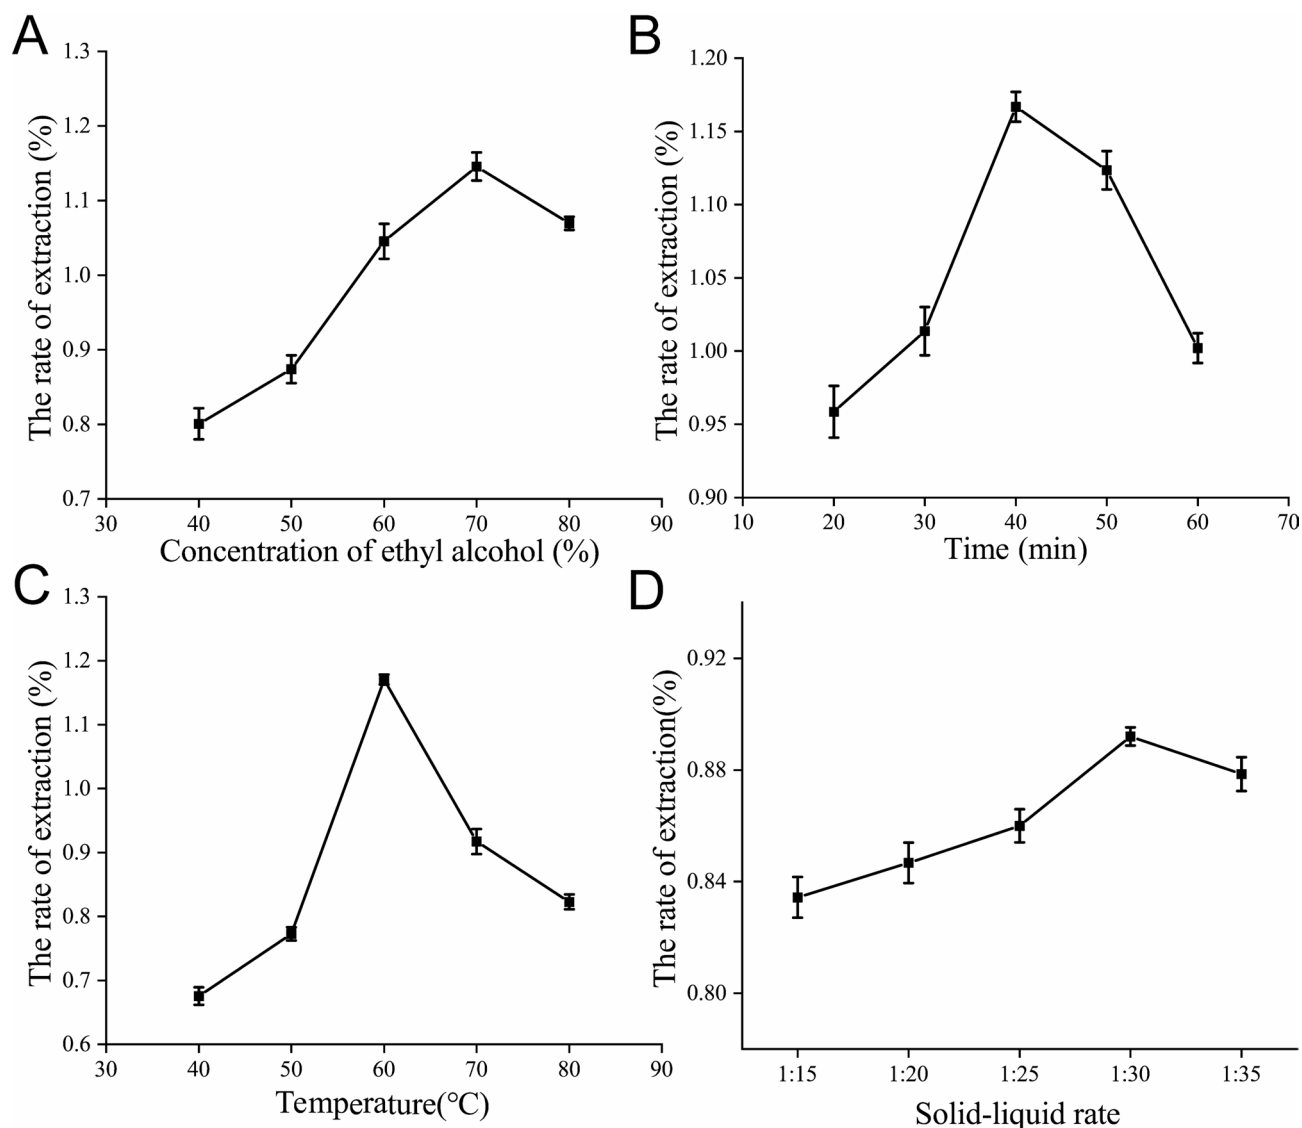 A
1.3
1.2
1.1
1.0
0.9
0.8
0.7
The rate of extraction (%)
30 40 50 60 70 80 90
Concentration of ethyl alcohol (%)
B
1.20
1.15
1.10
1.05
1.00
0.95
0.90
The rate of extraction (%)
10 20 30 40 50 60 70
Time (min)
C
1.3
1.2
1.1
1.0
0.9
0.8
0.7
0.6
The rate of extraction (%)
30 40 50 60 70 80 90
Temperature(°C)
D
0.92
0.88
0.84
0.80
The rate of extraction(%)
1:15 1:20 1:25 1:30 1:35
Solid-liquid rate